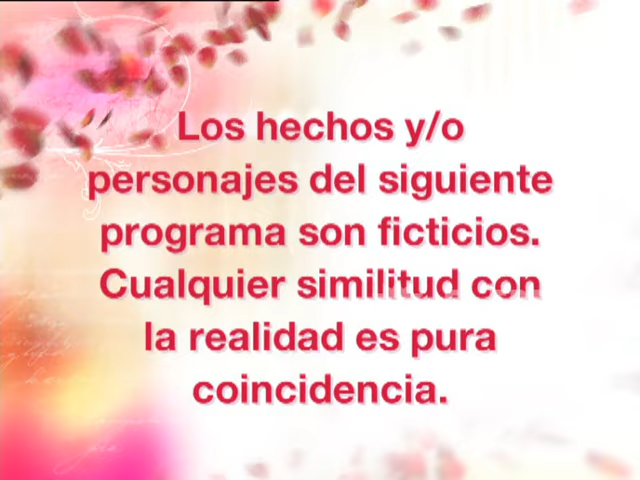 Los hechos y/o
personajes del siguiente
programa son ficticios.
Cualquier similitud con
la realidad es pura
coincidencia.